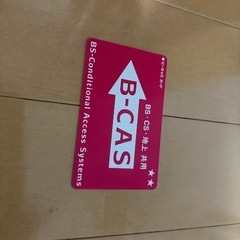 BS・CS・地上 共用
★★
B-CAS
BS-Conditional Access Systems